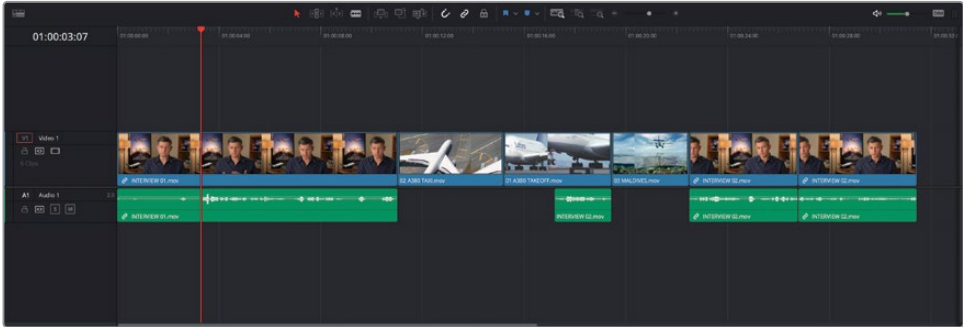 01:00:03:07
01:00:00:00
01:00:04:00
01:00:08:00
01:00:12:00
01:00:16:00
01:00:20:00
01:00:24:00
01:00:28:00
V1 Video 1
6 Clips
INTERVIEW 01.mov
02 A380 TAXI.mov
01 A380 TAKEOFF.mov
03 MALDIVES.mov
INTERVIEW 02.mov
INTERVIEW 02.mov
A1 Audio 1
S M
INTERVIEW 01.mov
INTERVIEW 02.mov
INTERVIEW 02.mov
INTERVIEW 02.mov